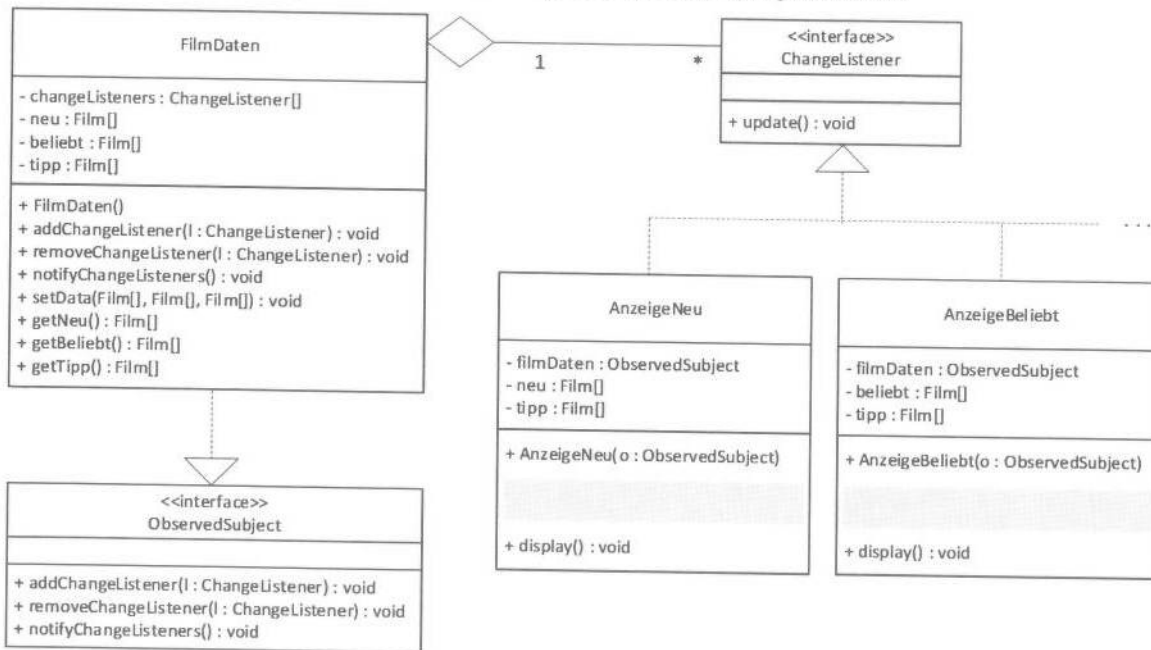 FilmDaten
- changeListeners : ChangeListener[]
- neu : Film[]
- beliebt : Film[]
- tipp : Film[]
+ FilmDaten()
+ addChangeListener(l : ChangeListener) : void
+ removeChangeListener(l : ChangeListener) : void
+ notifyChangeListeners() : void
+ setData(Film[], Film[], Film[]) : void
+ getNeu() : Film[]
+ getBeliebt() : Film[]
+ getTipp() : Film[]
1
*
<<interface>>
ChangeListener
+ update() : void
...
AnzeigeNeu
- filmDaten : ObservedSubject
- neu : Film[]
- tipp : Film[]
+ AnzeigeNeu(o : ObservedSubject)
+ display() : void
AnzeigeBeliebt
- filmDaten : ObservedSubject
- beliebt : Film[]
- tipp : Film[]
+ AnzeigeBeliebt(o : ObservedSubject)
+ display() : void
<<interface>>
ObservedSubject
+ addChangeListener(l : ChangeListener) : void
+ removeChangeListener(l : ChangeListener) : void
+ notifyChangeListeners() : void